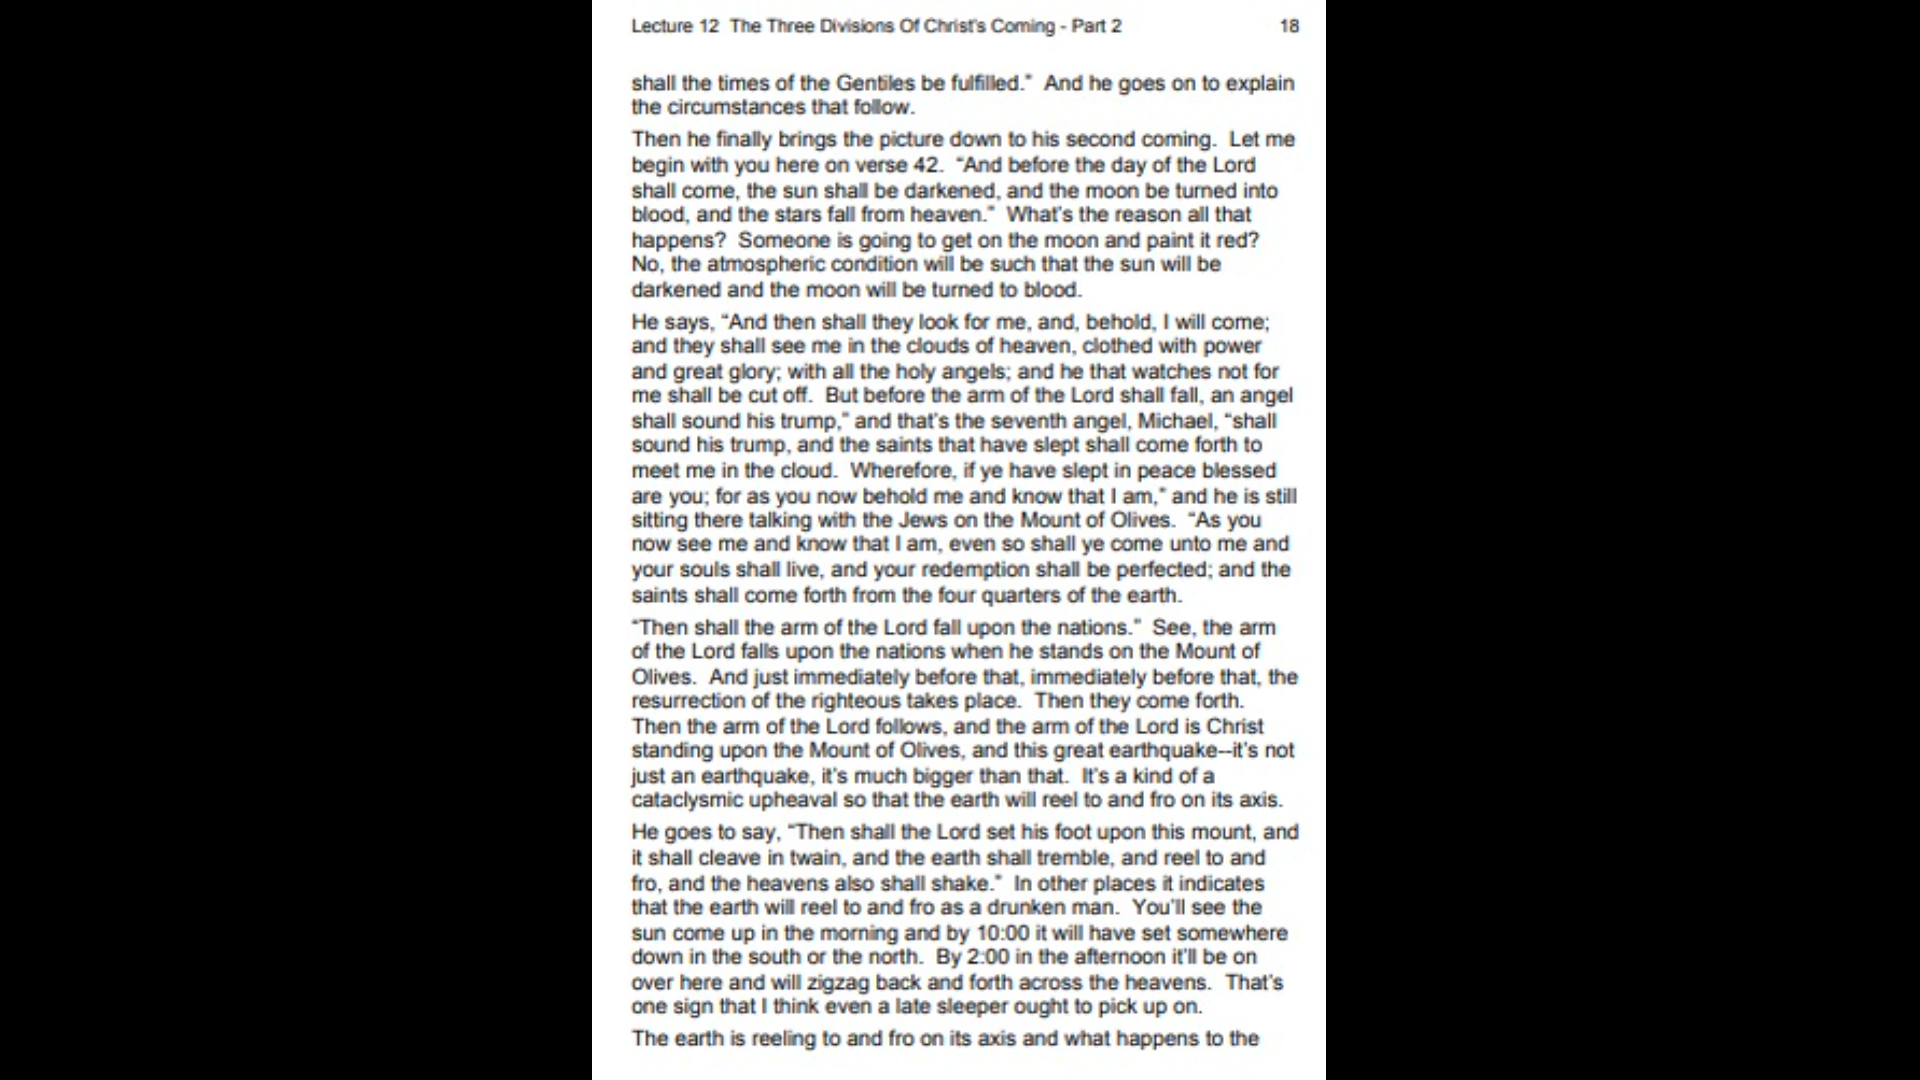 Lecture 12  The Three Divisions Of Christ's Coming - Part 2 18
shall the times of the Gentiles be fulfilled.”  And he goes on to explain
the circumstances that follow.
Then he finally brings the picture down to his second coming.  Let me
begin with you here on verse 42.  “And before the day of the Lord
shall come, the sun shall be darkened, and the moon be turned into
blood, and the stars fall from heaven.”  What’s the reason all that
happens?  Someone is going to get on the moon and paint it red?
No, the atmospheric condition will be such that the sun will be
darkened and the moon will be turned to blood.
He says, “And then shall they look for me, and, behold, I will come;
and they shall see me in the clouds of heaven, clothed with power
and great glory; with all the holy angels; and he that watches not for
me shall be cut off.  But before the arm of the Lord shall fall, an angel
shall sound his trump,” and that’s the seventh angel, Michael, “shall
sound his trump, and the saints that have slept shall come forth to
meet me in the cloud.  Wherefore, if ye have slept in peace blessed
are you; for as you now behold me and know that I am,” and he is still
sitting there talking with the Jews on the Mount of Olives.  “As you
now see me and know that I am, even so shall ye come unto me and
your souls shall live, and your redemption shall be perfected; and the
saints shall come forth from the four quarters of the earth.
“Then shall the arm of the Lord fall upon the nations.”  See, the arm
of the Lord falls upon the nations when he stands on the Mount of
Olives.  And just immediately before that, immediately before that, the
resurrection of the righteous takes place.  Then they come forth.
Then the arm of the Lord follows, and the arm of the Lord is Christ
standing upon the Mount of Olives, and this great earthquake--it’s not
just an earthquake, it’s much bigger than that.  It’s a kind of a
cataclysmic upheaval so that the earth will reel to and fro on its axis.
He goes to say, “Then shall the Lord set his foot upon this mount, and
it shall cleave in twain, and the earth shall tremble, and reel to and
fro, and the heavens also shall shake.”  In other places it indicates
that the earth will reel to and fro as a drunken man.  You’ll see the
sun come up in the morning and by 10:00 it will have set somewhere
down in the south or the north.  By 2:00 in the afternoon it’ll be on
over here and will zigzag back and forth across the heavens.  That’s
one sign that I think even a late sleeper ought to pick up on.
The earth is reeling to and fro on its axis and what happens to the